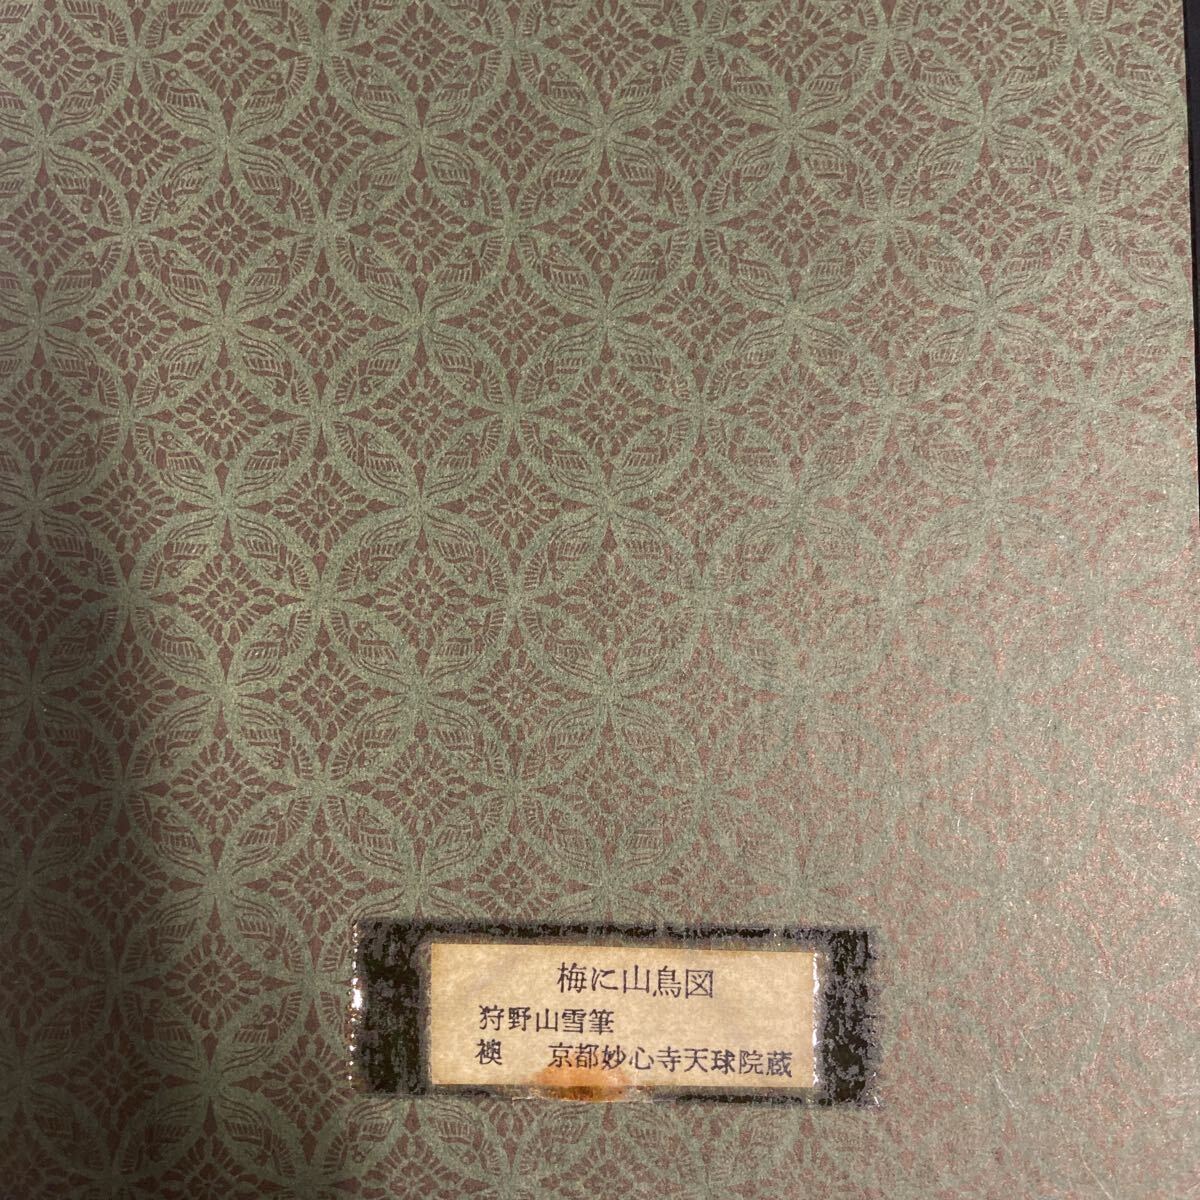 梅に山鳥図
狩野山雪筆
襖　京都妙心寺天球院蔵